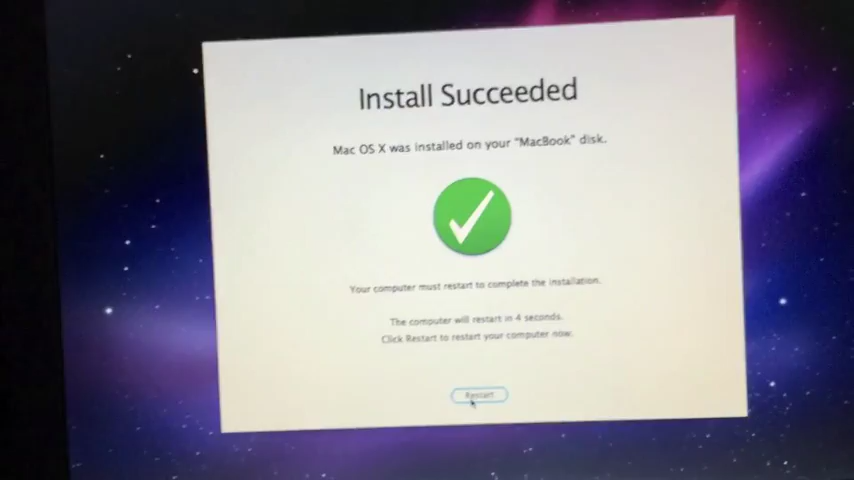 Install Succeeded
Mac OS X was installed on your "MacBook" disk.
Your computer must restart to complete the installation.
The computer will restart in 4 seconds.
Click Restart to restart your computer now.
Restart